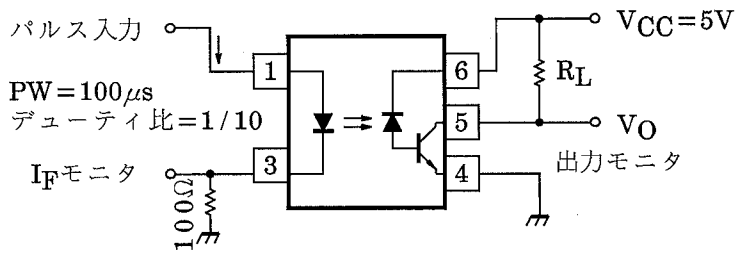 パルス入力
PW=100μs
デューティ比=1/10
IFモニタ
100Ω
1
3
6
5
4
VCC=5V
RL
VO
出力モニタ